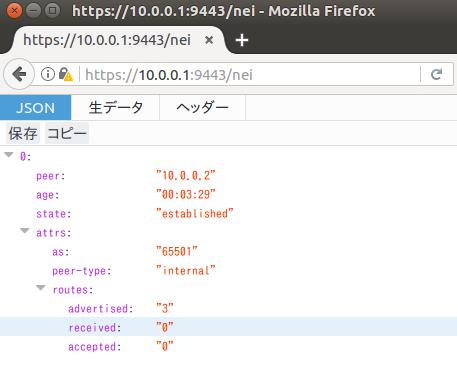 https://10.0.0.1:9443/nei - Mozilla Firefox
https://10.0.0.1:9443/nei × +
https://10.0.0.1:9443/nei
JSON 生データ ヘッダー
保存 コピー
0:
peer: "10.0.0.2"
age: "00:03:29"
state: "established"
attrs:
as: "65501"
peer-type: "internal"
routes:
advertised: "3"
received: "0"
accepted: "0"